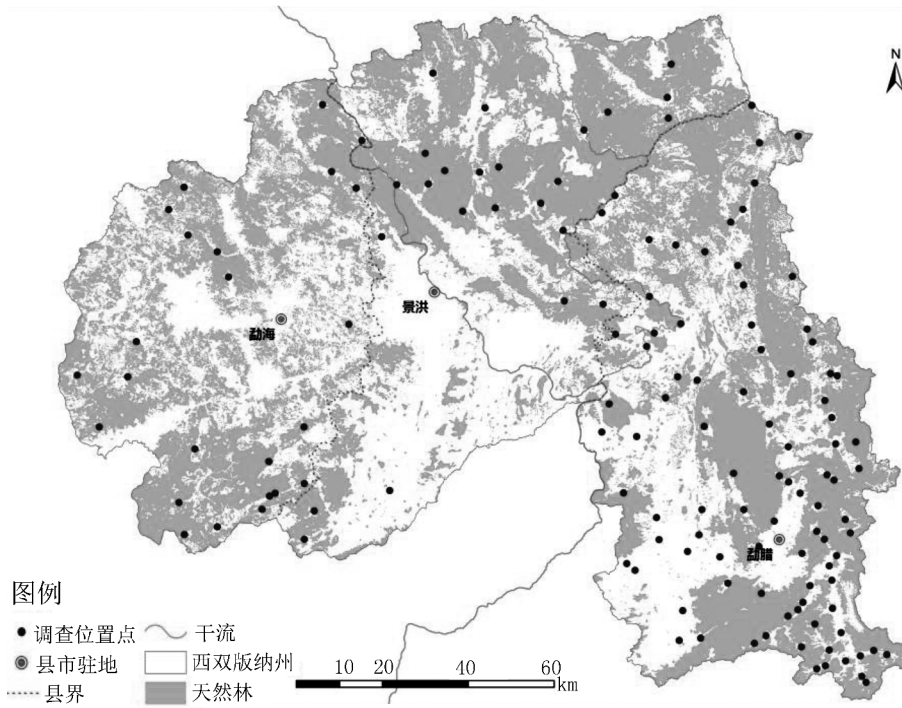 N
景洪
勐海
勐腊
图例
调查位置点
干流
县市驻地
西双版纳州
县界
天然林
10 20 40 60
km